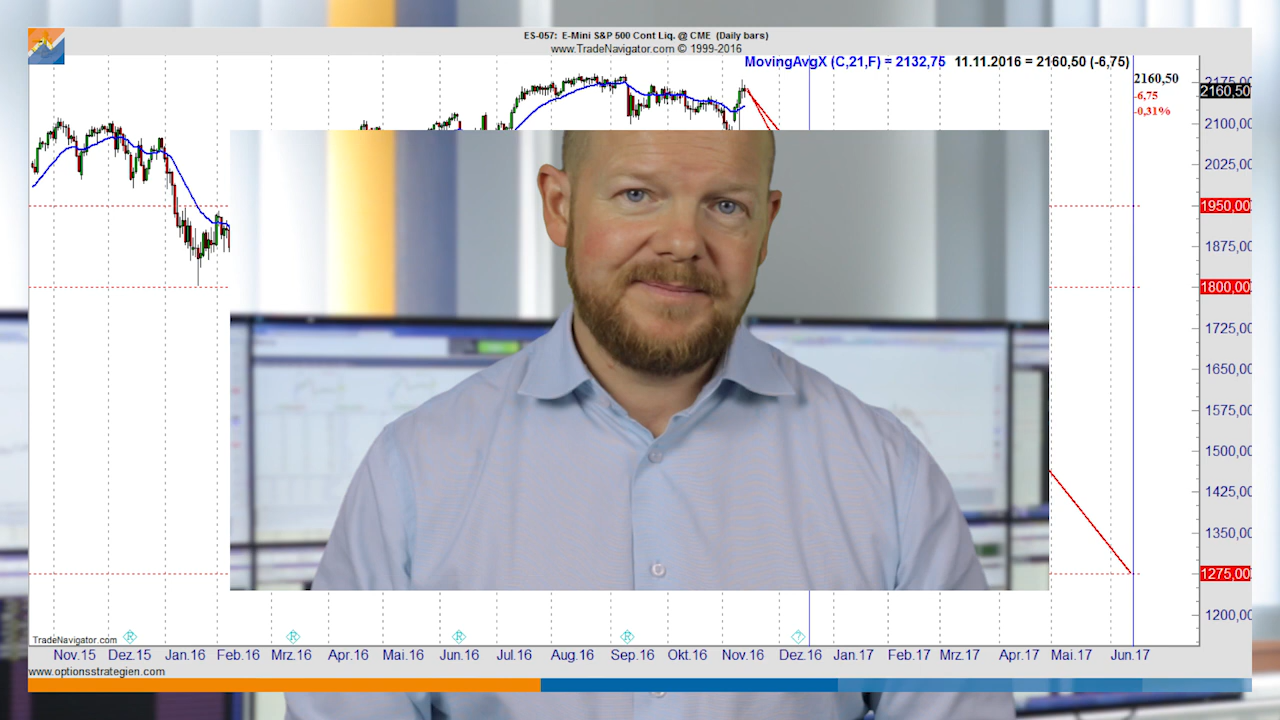 ES-057: E-Mini S&P 500 Cont Liq. @ CME (Daily bars)
www.TradeNavigator.com © 1999-2016
MovingAvgX (C,21,F) = 2132,75 11.11.2016 = 2160,50 (-6,75)
2160,50
-6,75
-0,31%
2175,00
2160,50
2100,00
2025,00
1950,00
1875,00
1800,00
1725,00
1650,00
1575,00
1500,00
1425,00
1350,00
1275,00
1200,00
TradeNavigator.com
R R R R ?
Nov.15 Dez.15 Jan.16 Feb.16 Mrz.16 Apr.16 Mai.16 Jun.16 Jul.16 Aug.16 Sep.16 Okt.16 Nov.16 Dez.16 Jan.17 Feb.17 Mrz.17 Apr.17 Mai.17 Jun.17
www.optionsstrategien.com